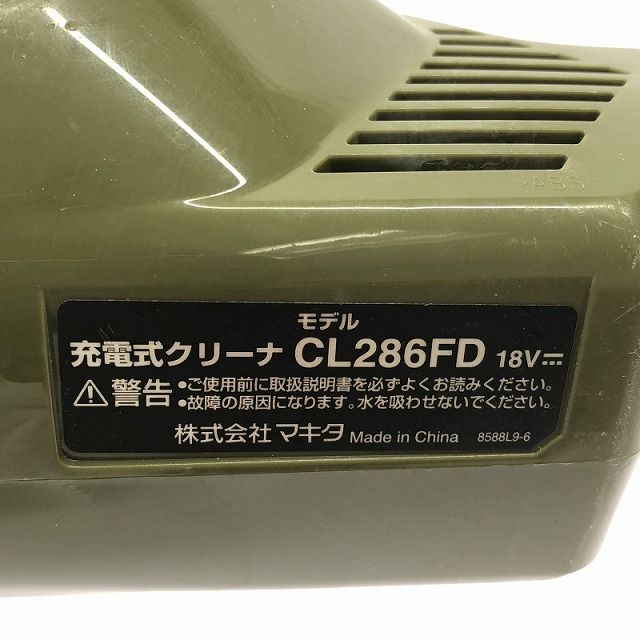 >ABS<
モデル
充電式クリーナ CL286FD 18V⎓
⚠警告 •ご使用前に取扱説明書を必ずよくお読みください。
•故障の原因になります。水を吸わせないでください。
株式会社マキタ Made in China 8588L9-6